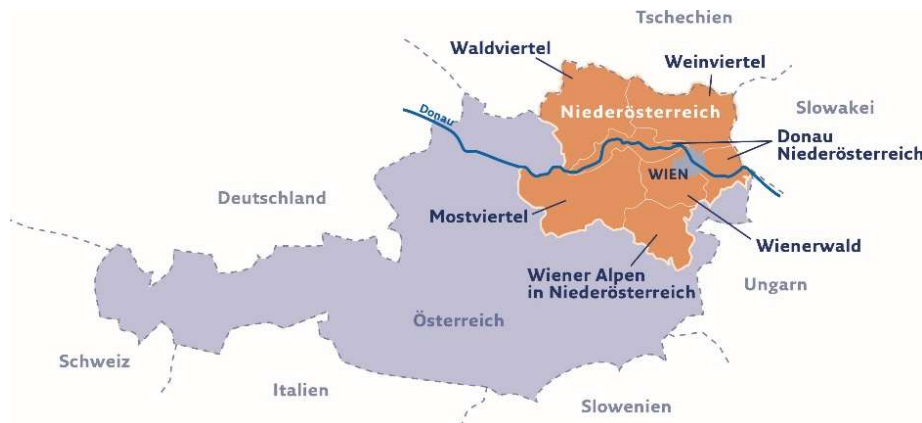 Tschechien
Waldviertel
Weinviertel
Niederösterreich
Slowakei
Donau
Donau
Niederösterreich
WIEN
Deutschland
Mostviertel
Wienerwald
Wiener Alpen
in Niederösterreich
Ungarn
Österreich
Schweiz
Italien
Slowenien